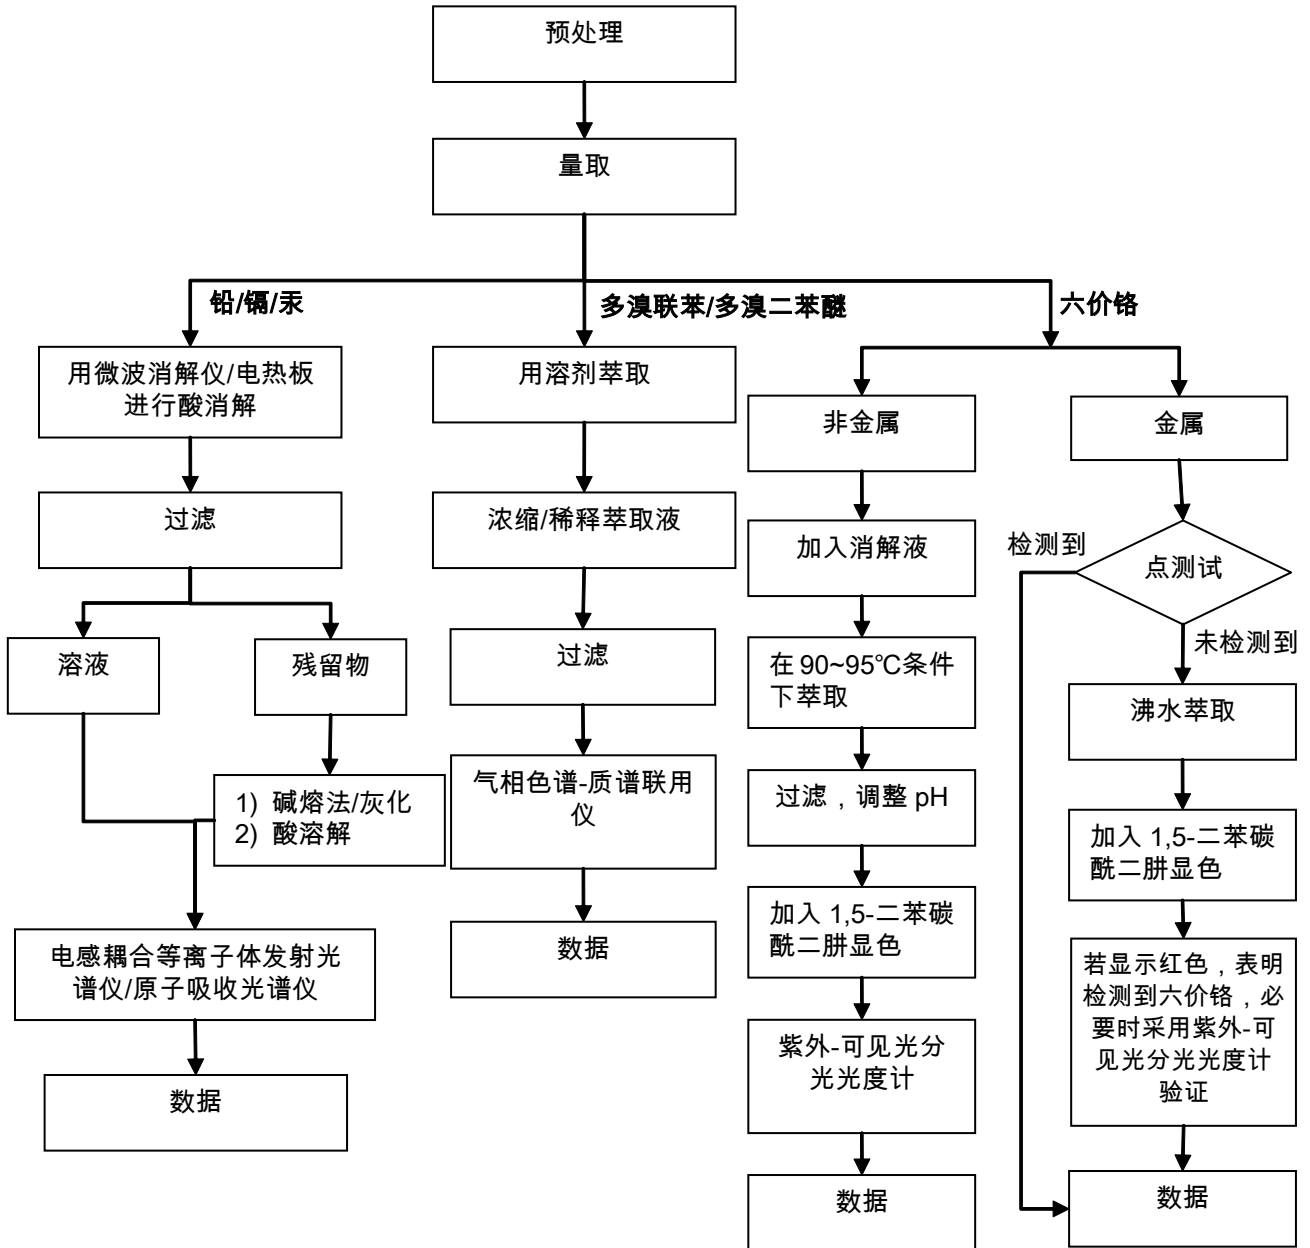 预处理
量取
铅/镉/汞
多溴联苯/多溴二苯醚
六价铬
用微波消解仪/电热板
进行酸消解
过滤
溶液
残留物
1) 碱熔法/灰化
2) 酸溶解
电感耦合等离子体发射光
谱仪/原子吸收光谱仪
数据
用溶剂萃取
浓缩/稀释萃取液
过滤
气相色谱-质谱联用
仪
数据
非金属
加入消解液
在 90~95℃条件
下萃取
过滤，调整 pH
加入 1,5-二苯碳
酰二肼显色
紫外-可见光分
光光度计
数据
金属
点测试
检测到
未检测到
沸水萃取
加入 1,5-二苯碳
酰二肼显色
若显示红色，表明
检测到六价铬，必
要时采用紫外-可
见光分光光度计
验证
数据